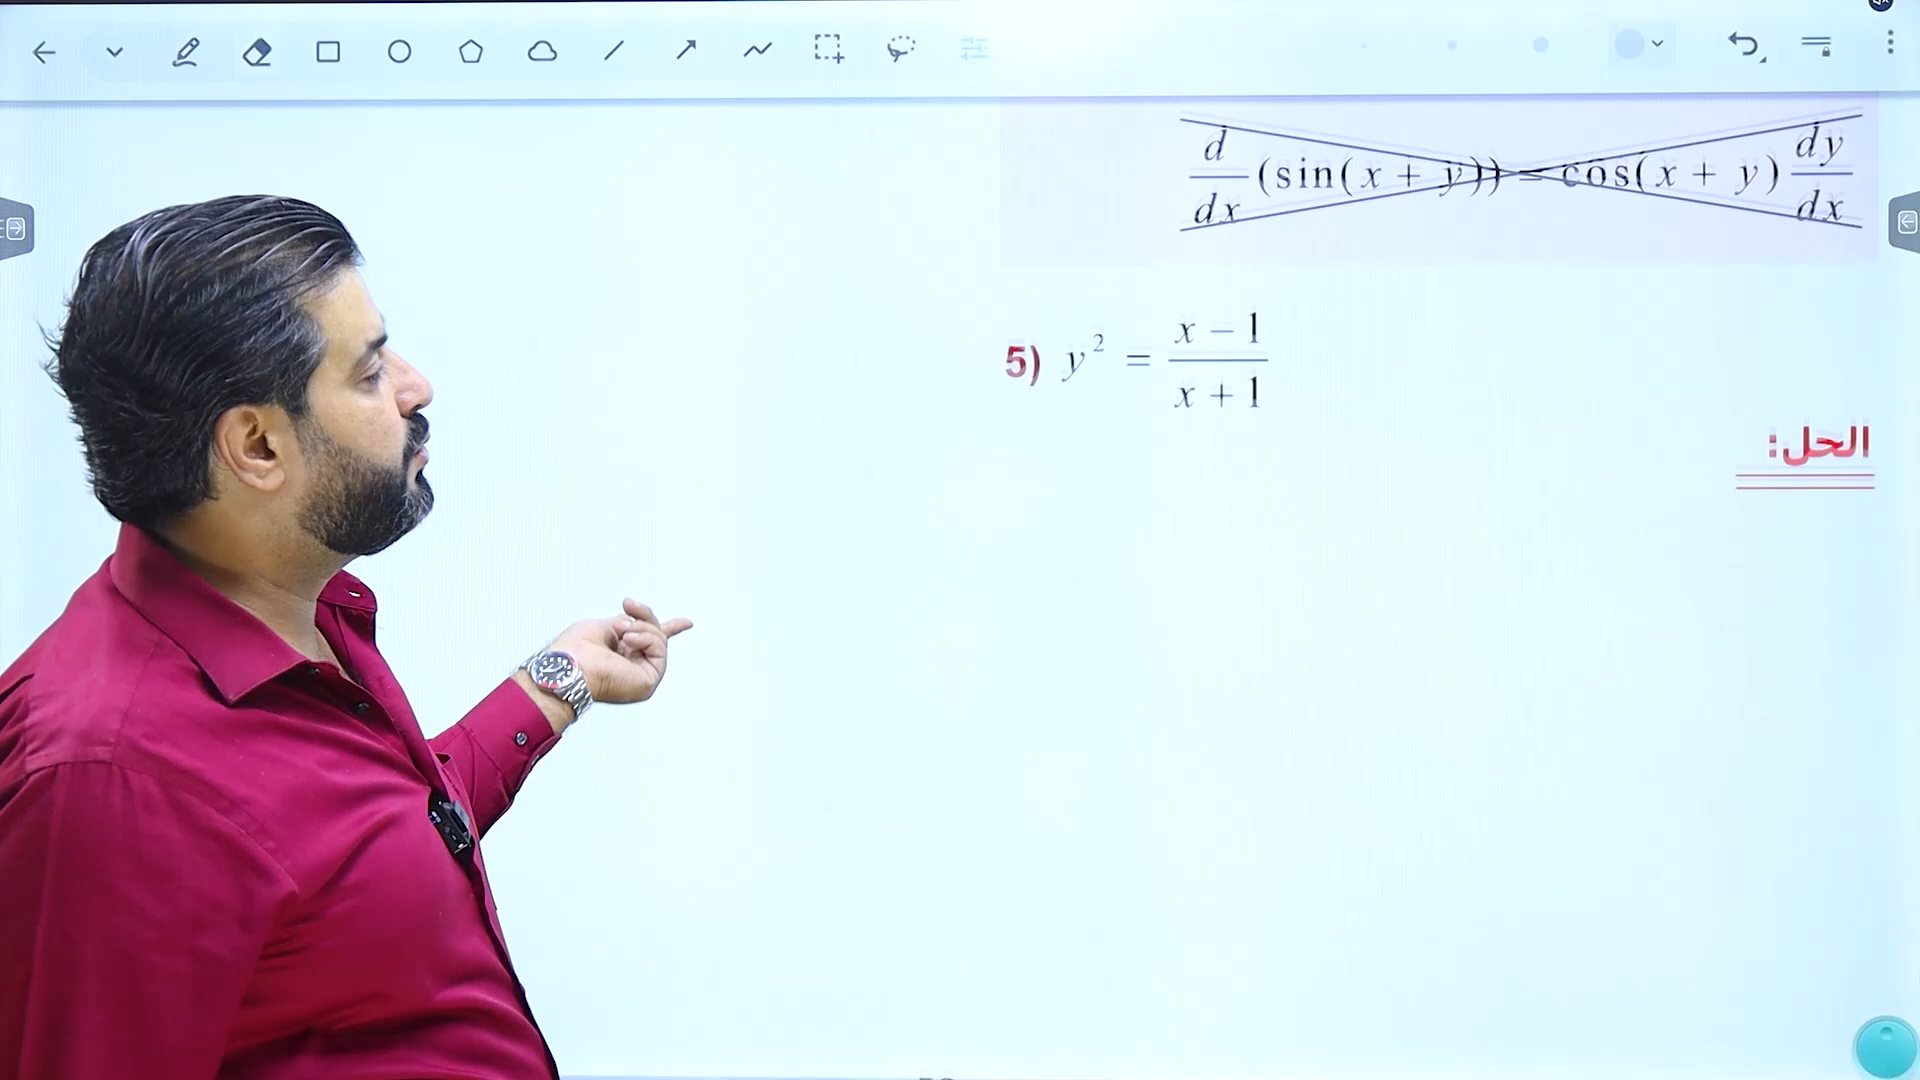 d/dx (sin(x + y)) = cos(x + y) dy/dx
5) y² = (x − 1)/(x + 1)
الحل: